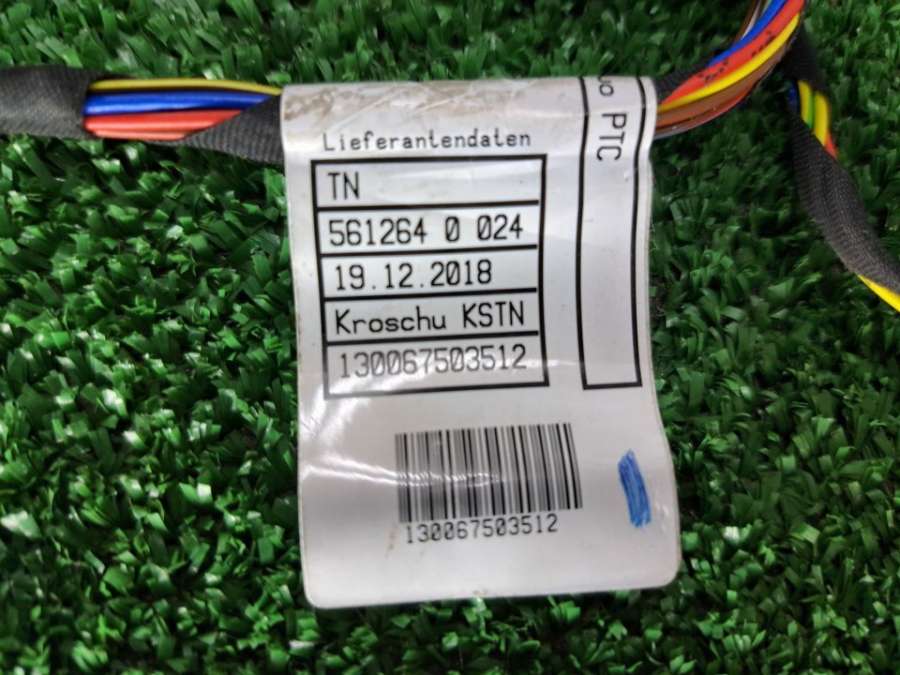 Lieferantendaten
TN
561264 0 024
19.12.2018
Kroschu KSTN
130067503512
PTC
130067503512